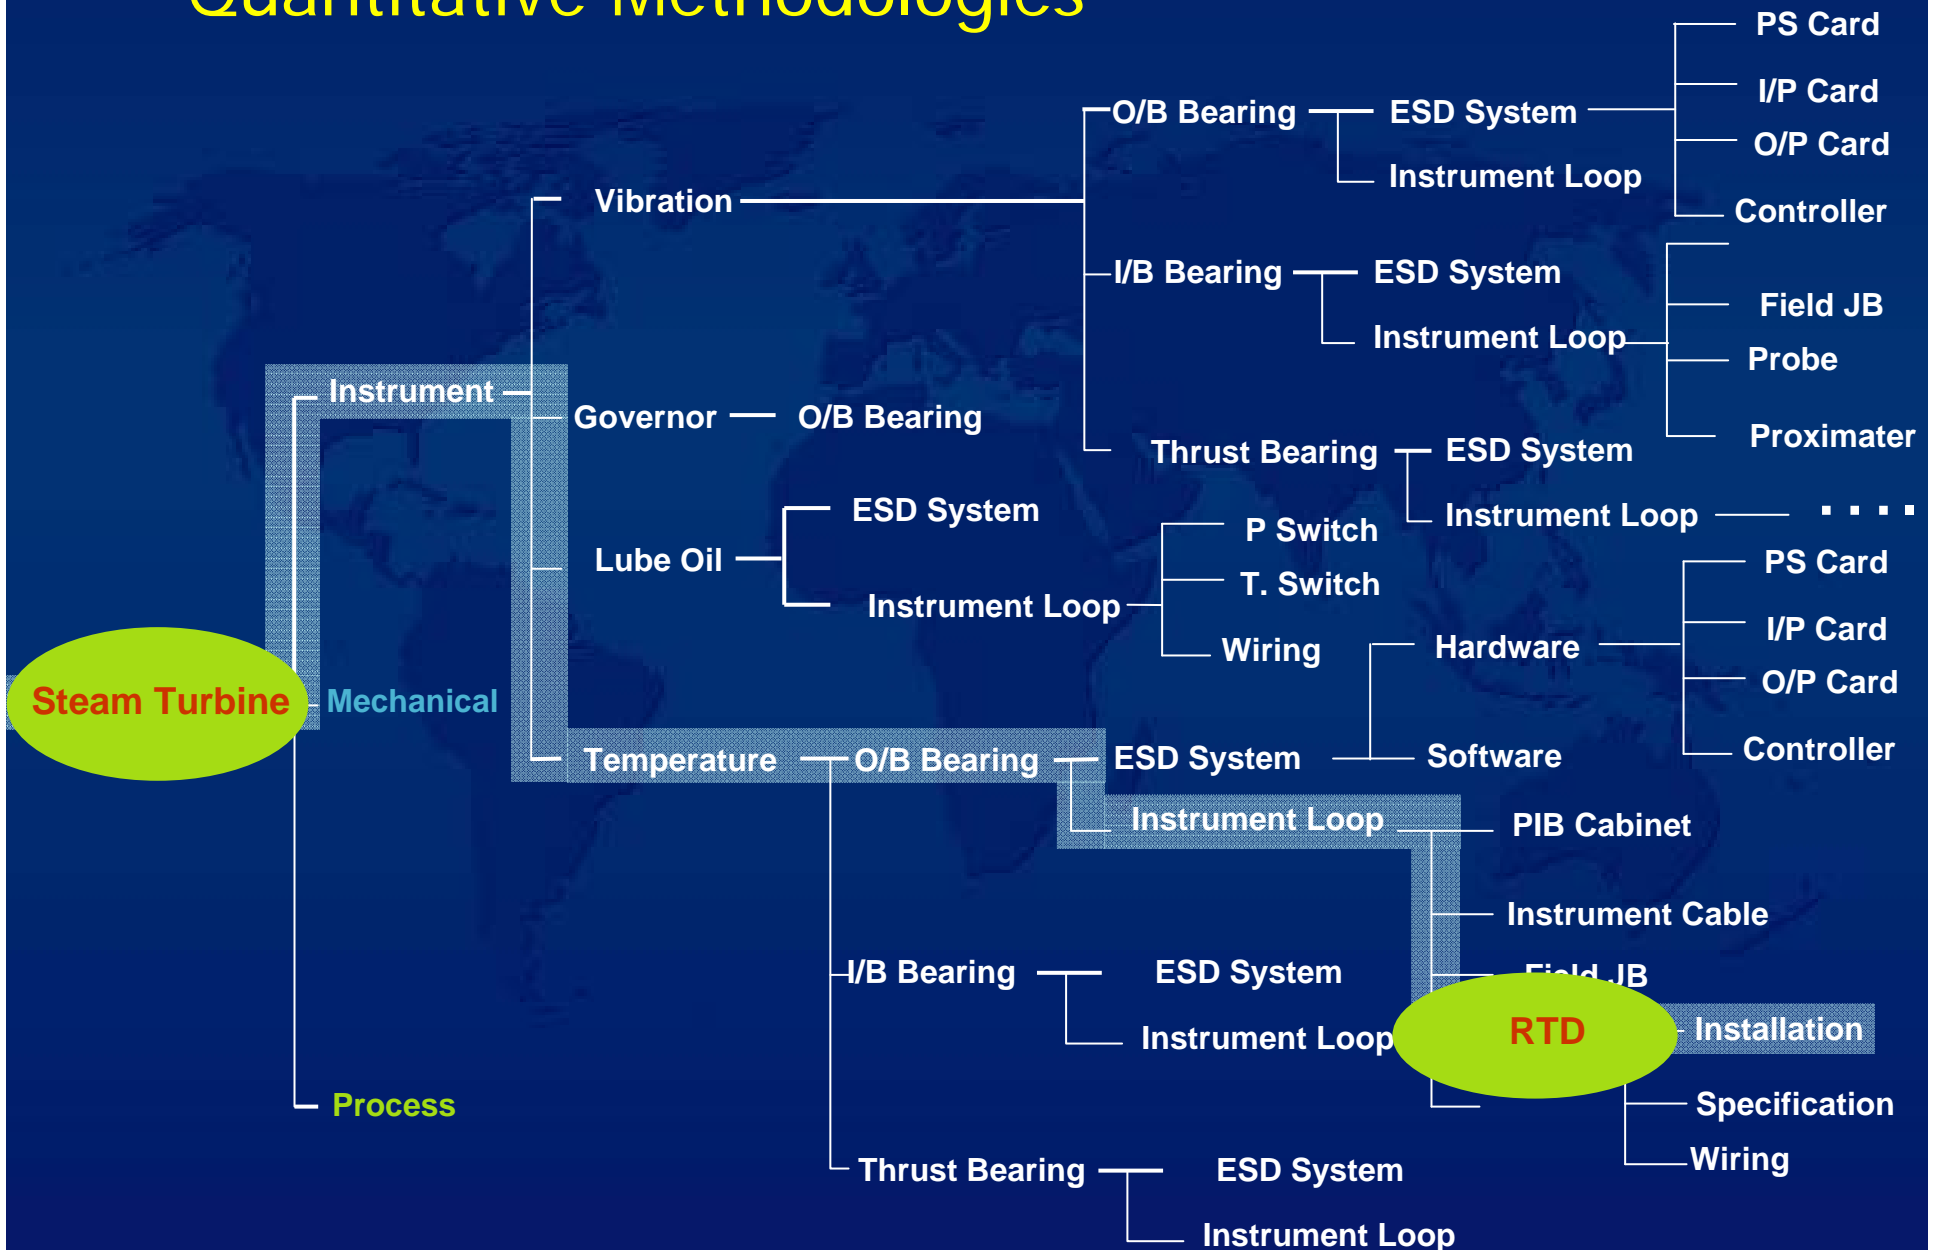 Quantitative Methodologies
PS Card
I/P Card
O/P Card
Controller
O/B Bearing
ESD System
Instrument Loop
Vibration
I/B Bearing
ESD System
Instrument Loop
Field JB
Probe
Proximater
Instrument
Governor
O/B Bearing
Thrust Bearing
ESD System
Instrument Loop
....
ESD System
Lube Oil
Instrument Loop
P Switch
T. Switch
Wiring
PS Card
I/P Card
O/P Card
Controller
Hardware
Software
Steam Turbine
Mechanical
Temperature
O/B Bearing
ESD System
Instrument Loop
PIB Cabinet
Instrument Cable
Field JB
I/B Bearing
ESD System
Instrument Loop
RTD
Installation
Specification
Wiring
Process
Thrust Bearing
ESD System
Instrument Loop